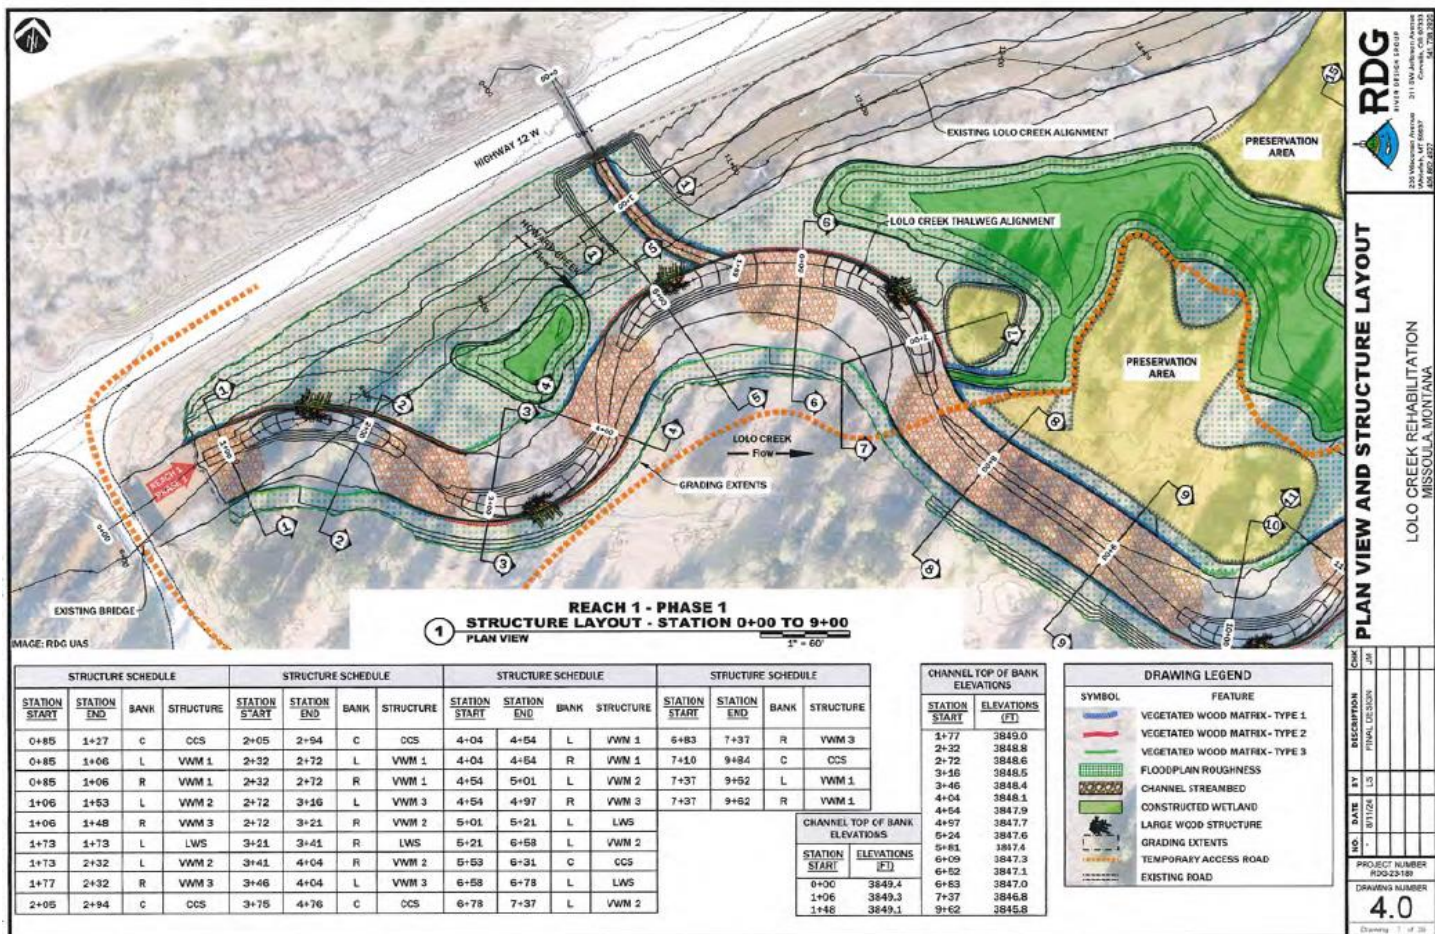 HIGHWAY 12 W
EXISTING LOLO CREEK ALIGNMENT
PRESERVATION
AREA
LOLO CREEK THALWEG ALIGNMENT
PRESERVATION
AREA
LOLO CREEK
Flow
GRADING EXTENTS
REACH 1
EXISTING BRIDGE
IMAGE: RDG UAS
REACH 1 - PHASE 1
1 STRUCTURE LAYOUT - STATION 0+00 TO 9+00
PLAN VIEW
1" = 60'
STRUCTURE SCHEDULE STRUCTURE SCHEDULE STRUCTURE SCHEDULE STRUCTURE SCHEDULE
STATION START STATION END BANK STRUCTURE STATION START STATION END BANK STRUCTURE STATION START STATION END BANK STRUCTURE STATION START STATION END BANK STRUCTURE
0+85 1+27 C CCS 2+05 2+94 C CCS 4+04 4+54 L VWM 1 6+83 7+37 R VWM 3
0+85 1+06 L VWM 1 2+32 2+72 L VWM 1 4+04 4+54 R VWM 1 7+10 9+84 C CCS
0+85 1+06 R VWM 1 2+32 2+72 R VWM 1 4+54 5+01 L VWM 2 7+37 9+62 L VWM 1
1+06 1+53 L VWM 2 2+72 3+16 L VWM 3 4+54 4+97 R VWM 3 7+37 9+62 R VWM 1
1+06 1+48 R VWM 3 2+72 3+21 R VWM 2 5+01 5+21 L LWS
1+73 1+73 L LWS 3+21 3+41 R LWS 5+21 6+58 L VWM 2
1+73 2+32 L VWM 2 3+41 4+04 R VWM 2 5+53 6+31 C CCS
1+77 2+32 R VWM 3 3+46 4+04 L VWM 3 6+58 6+78 L LWS
2+05 2+94 C CCS 3+75 4+76 C CCS 6+78 7+37 L VWM 2
CHANNEL TOP OF BANK
ELEVATIONS
STATION START ELEVATIONS (FT)
0+00 3849.4
1+06 3849.3
1+48 3849.1
CHANNEL TOP OF BANK
ELEVATIONS
STATION START ELEVATIONS (FT)
1+77 3849.0
2+32 3848.8
2+72 3848.6
3+16 3848.5
3+46 3848.4
4+04 3848.1
4+54 3847.9
4+97 3847.7
5+24 3847.6
5+81 3847.4
6+09 3847.3
6+52 3847.1
6+83 3847.0
7+37 3846.8
9+62 3845.8
DRAWING LEGEND
SYMBOL FEATURE
VEGETATED WOOD MATRIX - TYPE 1
VEGETATED WOOD MATRIX - TYPE 2
VEGETATED WOOD MATRIX - TYPE 3
FLOODPLAIN ROUGHNESS
CHANNEL STREAMBED
CONSTRUCTED WETLAND
LARGE WOOD STRUCTURE
GRADING EXTENTS
TEMPORARY ACCESS ROAD
EXISTING ROAD
RDG
RIVER DESIGN GROUP
PLAN VIEW AND STRUCTURE LAYOUT
LOLO CREEK REHABILITATION
MISSOULA, MONTANA
NO. DATE BY DESCRIPTION CHK
8/11/24 LS FINAL DESIGN JM
PROJECT NUMBER
DRAWING NUMBER
4.0